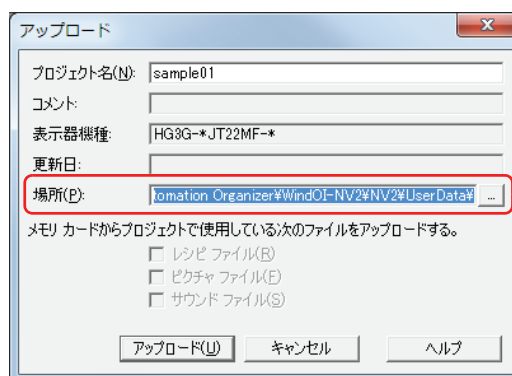 アップロード
プロジェクト名(N): sample01
コメント:
表示器機種: HG3G-*JT22MF-*
更新日:
場所(P): tomation Organizer¥WindOI-NV2¥NV2¥UserData¥ ...
メモリ カードからプロジェクトで使用している次のファイルをアップロードする。
レシピ ファイル(R)
ピクチャ ファイル(F)
サウンド ファイル(S)
アップロード(U) キャンセル ヘルプ